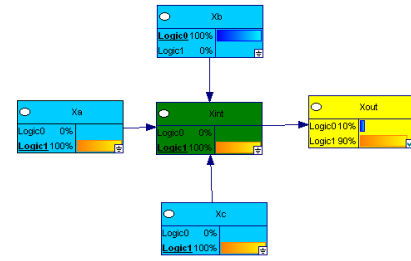 Xb
Logic0 100%
Logic1 0%
Xa
Logic0 0%
Logic1 100%
Xint
Logic0 0%
Logic1 100%
Xout
Logic0 10%
Logic1 90%
Xc
Logic0 0%
Logic1 100%